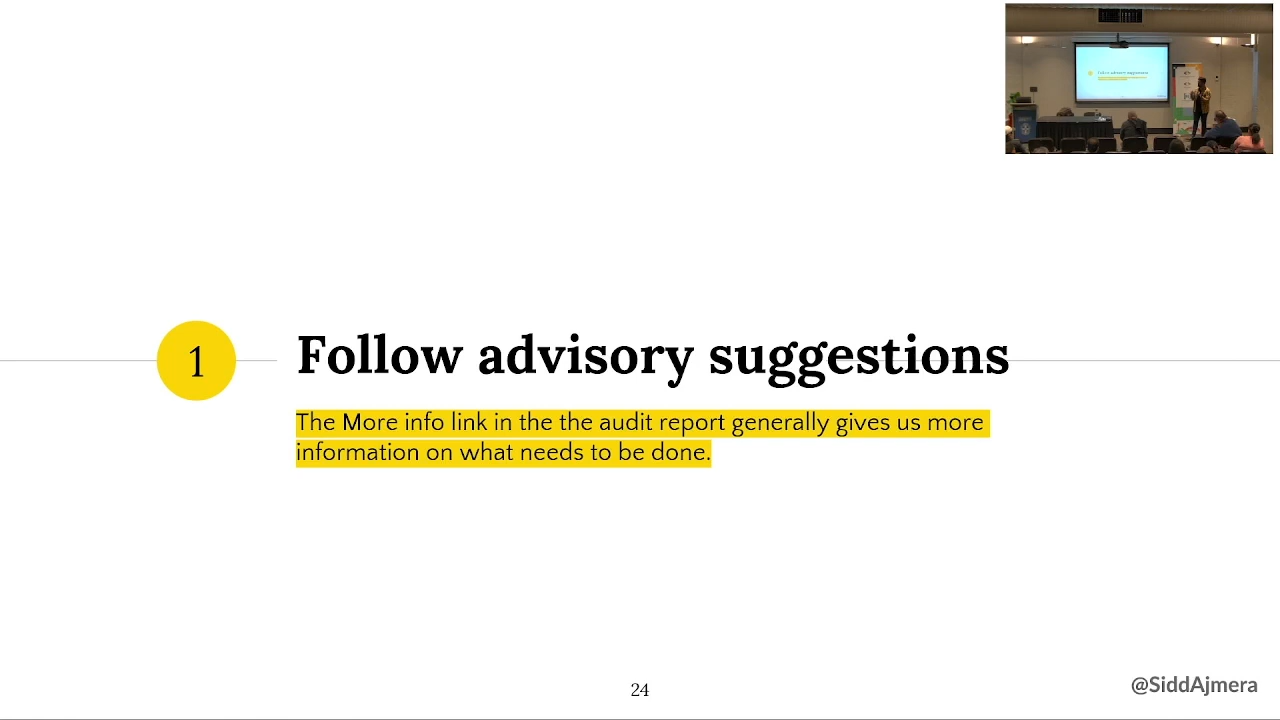 1
Follow advisory suggestions
The More info link in the the audit report generally gives us more
information on what needs to be done.
24
@SiddAjmera